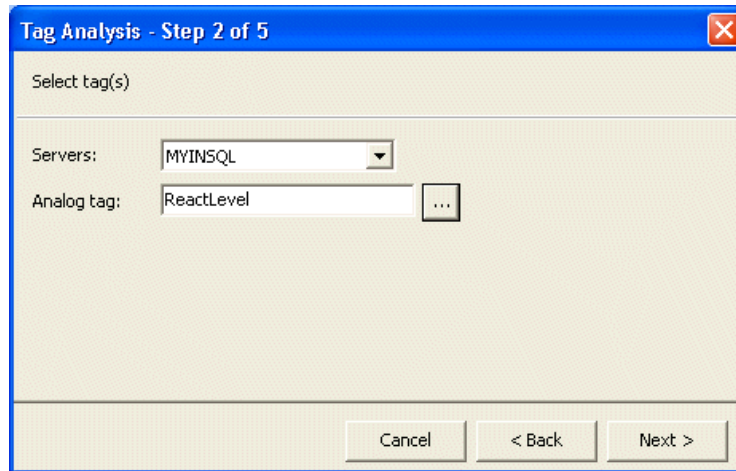 Tag Analysis - Step 2 of 5
Select tag(s)
Servers: MYINSQL
Analog tag: ReactLevel ...
Cancel < Back Next >